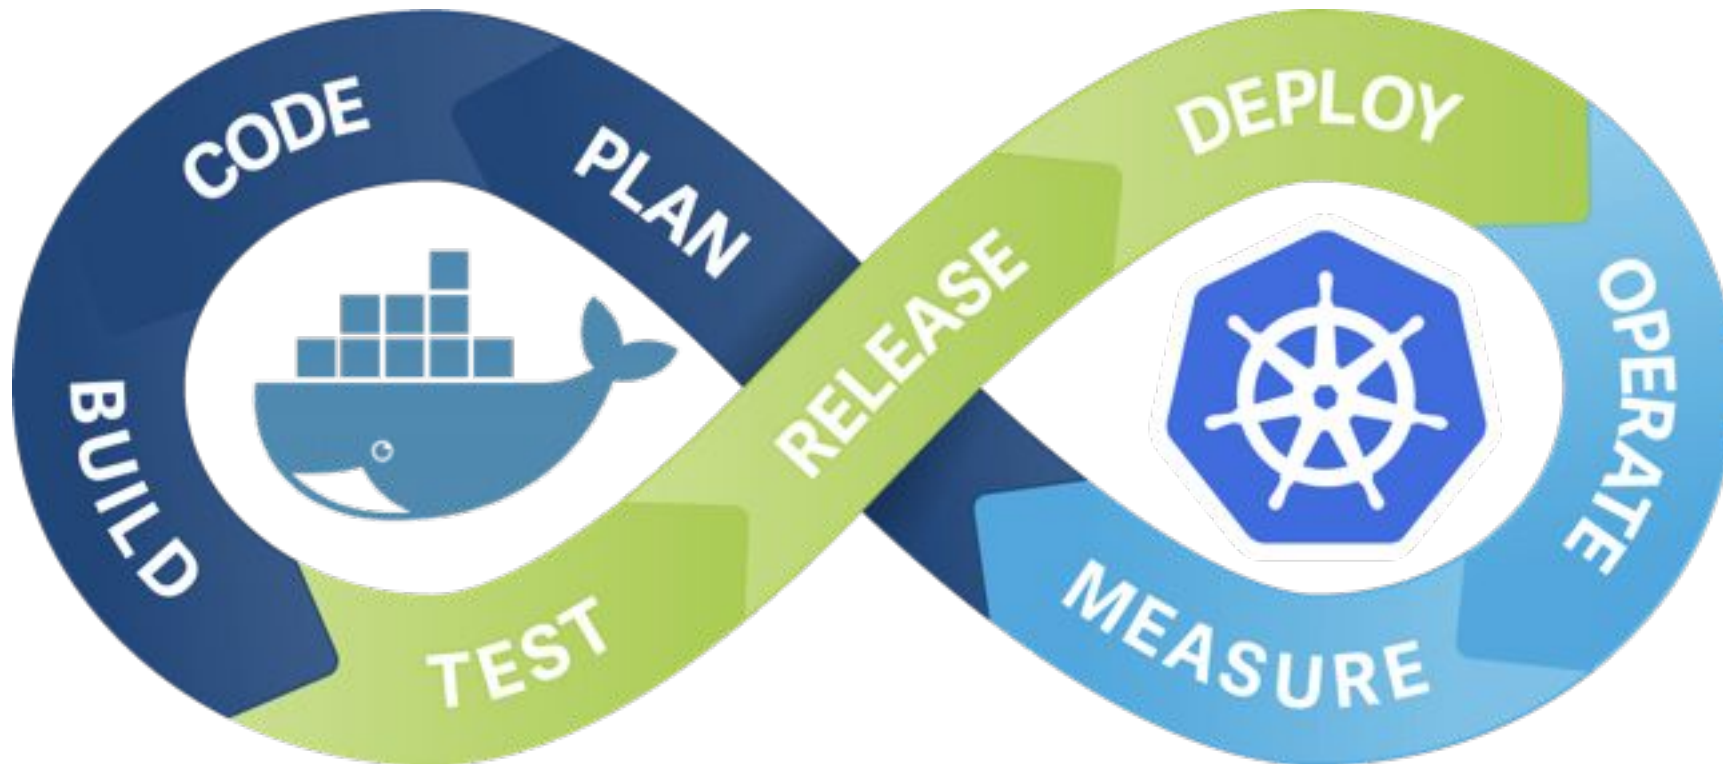 PLAN
CODE
BUILD
TEST
RELEASE
DEPLOY
OPERATE
MEASURE